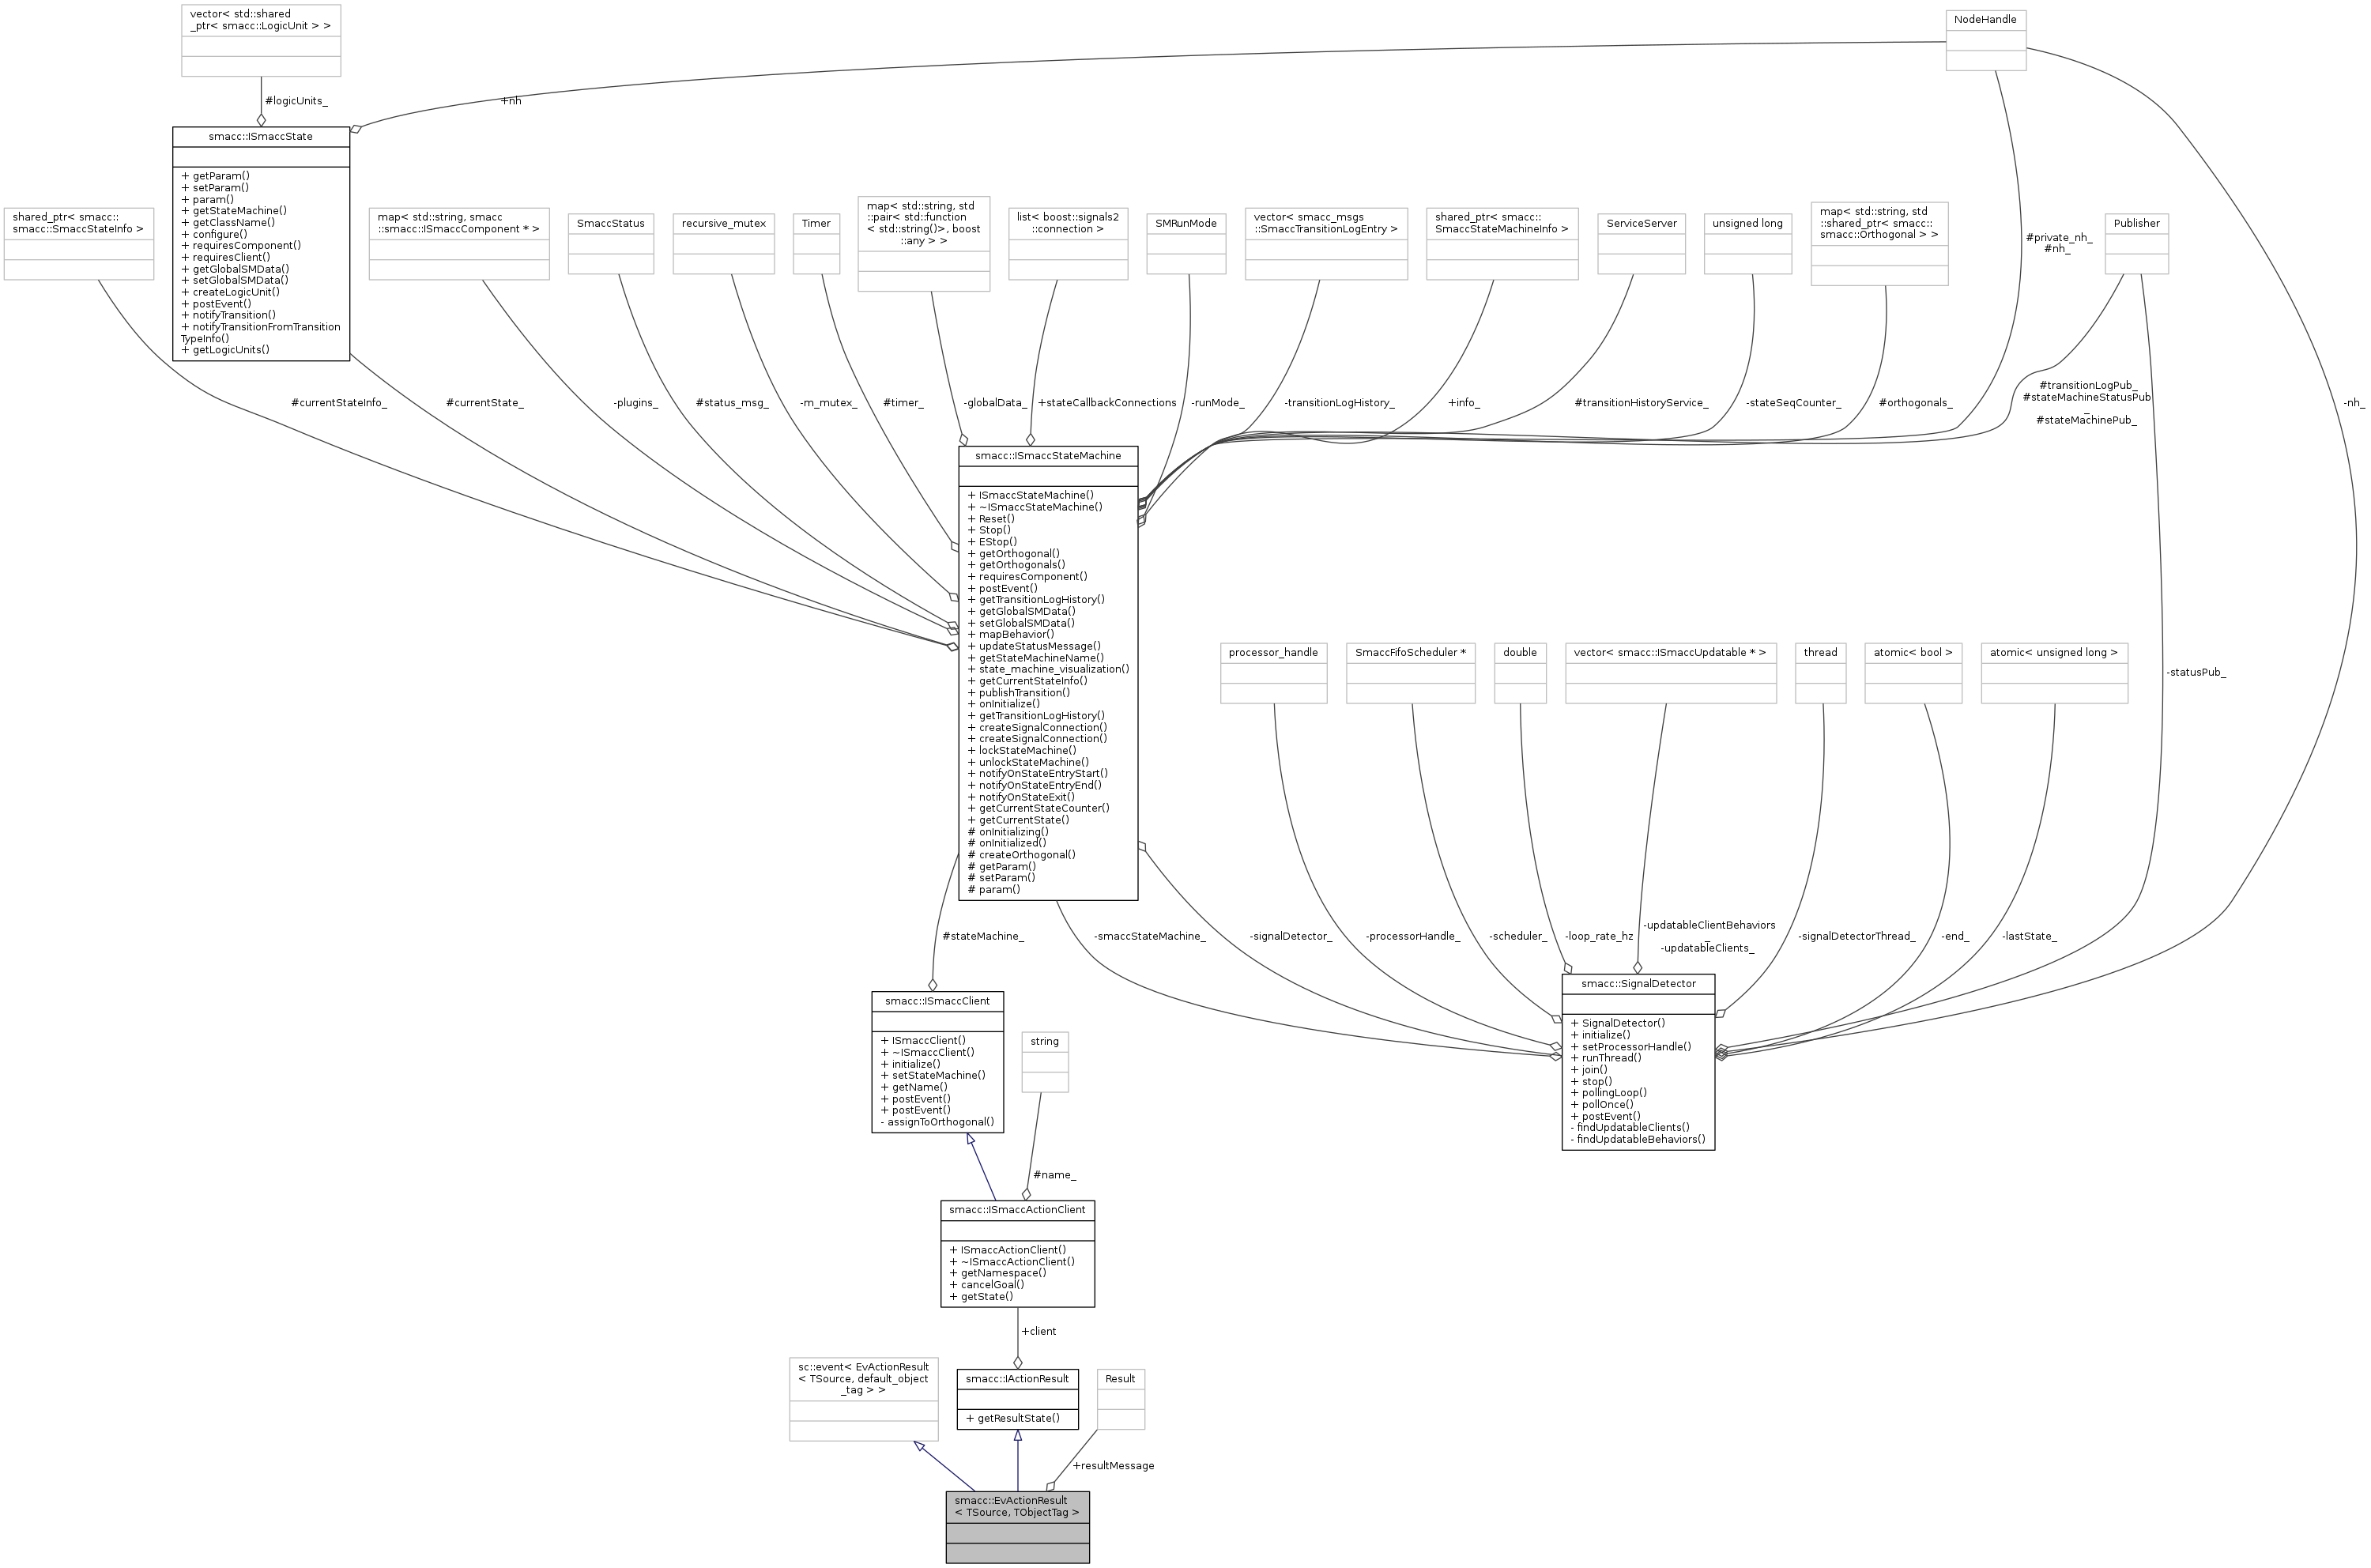 vector< std::shared
_ptr< smacc::LogicUnit > >
NodeHandle
#logicUnits_
+nh
smacc::ISmaccState
+ getParam()
+ setParam()
+ param()
+ getStateMachine()
+ getClassName()
+ configure()
+ requiresComponent()
+ requiresClient()
+ getGlobalSMData()
+ setGlobalSMData()
+ createLogicUnit()
+ postEvent()
+ notifyTransition()
+ notifyTransitionFromTransition
TypeInfo()
+ getLogicUnits()
shared_ptr< smacc::
smacc::SmaccStateInfo >
map< std::string, smacc
::smacc::ISmaccComponent * >
SmaccStatus
recursive_mutex
Timer
map< std::string, std
::pair< std::function
< std::string()>, boost
::any > >
list< boost::signals2
::connection >
SMRunMode
vector< smacc_msgs
::SmaccTransitionLogEntry >
shared_ptr< smacc::
SmaccStateMachineInfo >
ServiceServer
unsigned long
map< std::string, std
::shared_ptr< smacc::
smacc::Orthogonal > >
Publisher
#private_nh_
#nh_
#currentStateInfo_
#currentState_
-plugins_
#status_msg_
-m_mutex_
#timer_
-globalData_
+stateCallbackConnections
-runMode_
-transitionLogHistory_
+info_
#transitionHistoryService_
-stateSeqCounter_
#orthogonals_
#transitionLogPub_
#stateMachineStatusPub
_
#stateMachinePub_
-nh_
smacc::ISmaccStateMachine
+ ISmaccStateMachine()
+ ~ISmaccStateMachine()
+ Reset()
+ Stop()
+ EStop()
+ getOrthogonal()
+ getOrthogonals()
+ requiresComponent()
+ postEvent()
+ getTransitionLogHistory()
+ getGlobalSMData()
+ setGlobalSMData()
+ mapBehavior()
+ updateStatusMessage()
+ getStateMachineName()
+ state_machine_visualization()
+ getCurrentStateInfo()
+ publishTransition()
+ onInitialize()
+ getTransitionLogHistory()
+ createSignalConnection()
+ createSignalConnection()
+ lockStateMachine()
+ unlockStateMachine()
+ notifyOnStateEntryStart()
+ notifyOnStateEntryEnd()
+ notifyOnStateExit()
+ getCurrentStateCounter()
+ getCurrentState()
# onInitializing()
# onInitialized()
# createOrthogonal()
# getParam()
# setParam()
# param()
processor_handle
SmaccFifoScheduler *
double
vector< smacc::ISmaccUpdatable * >
thread
atomic< bool >
atomic< unsigned long >
-statusPub_
#stateMachine_
-smaccStateMachine_
-signalDetector_
-processorHandle_
-scheduler_
-loop_rate_hz
-updatableClientBehaviors
_
-updatableClients_
-signalDetectorThread_
-end_
-lastState_
smacc::SignalDetector
+ SignalDetector()
+ initialize()
+ setProcessorHandle()
+ runThread()
+ join()
+ stop()
+ pollingLoop()
+ pollOnce()
+ postEvent()
- findUpdatableClients()
- findUpdatableBehaviors()
smacc::ISmaccClient
+ ISmaccClient()
+ ~ISmaccClient()
+ initialize()
+ setStateMachine()
+ getName()
+ postEvent()
+ postEvent()
- assignToOrthogonal()
string
#name_
smacc::ISmaccActionClient
+ ISmaccActionClient()
+ ~ISmaccActionClient()
+ getNamespace()
+ cancelGoal()
+ getState()
+client
sc::event< EvActionResult
< TSource, default_object
_tag > >
smacc::IActionResult
+ getResultState()
Result
+resultMessage
smacc::EvActionResult
< TSource, TObjectTag >